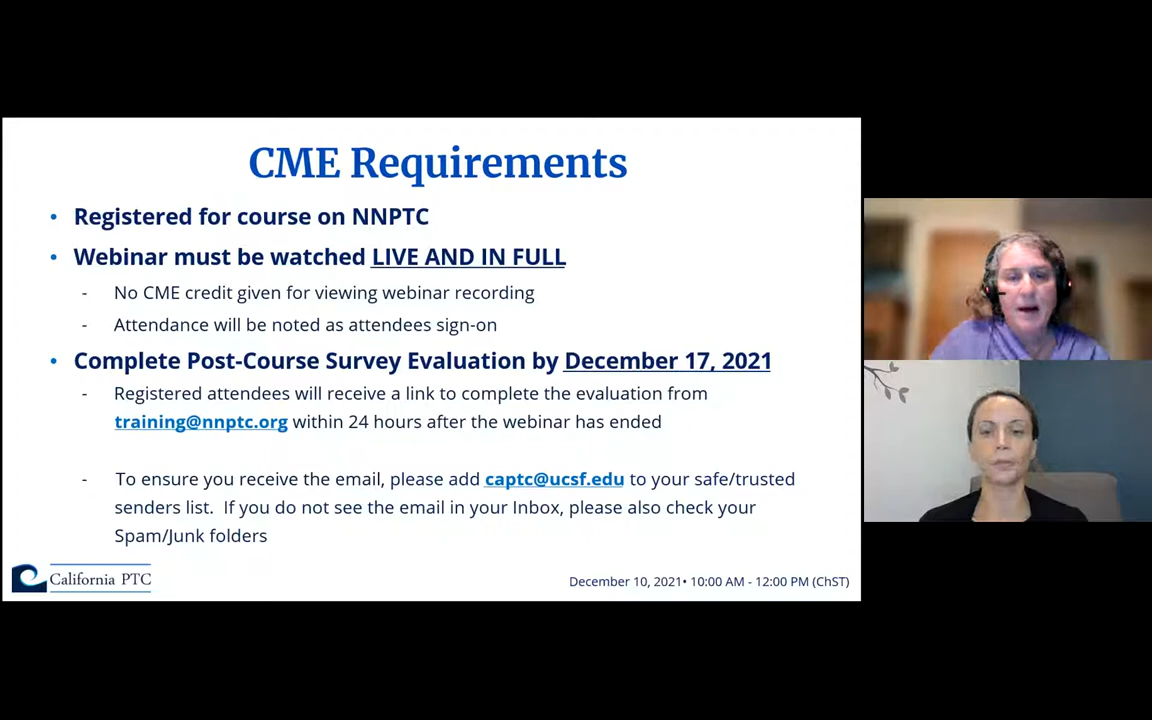 CME Requirements
• Registered for course on NNPTC
• Webinar must be watched LIVE AND IN FULL
- No CME credit given for viewing webinar recording
- Attendance will be noted as attendees sign-on
• Complete Post-Course Survey Evaluation by December 17, 2021
- Registered attendees will receive a link to complete the evaluation from
training@nnptc.org within 24 hours after the webinar has ended
- To ensure you receive the email, please add captc@ucsf.edu to your safe/trusted
senders list.  If you do not see the email in your Inbox, please also check your
Spam/Junk folders
California PTC
December 10, 2021• 10:00 AM - 12:00 PM (ChST)